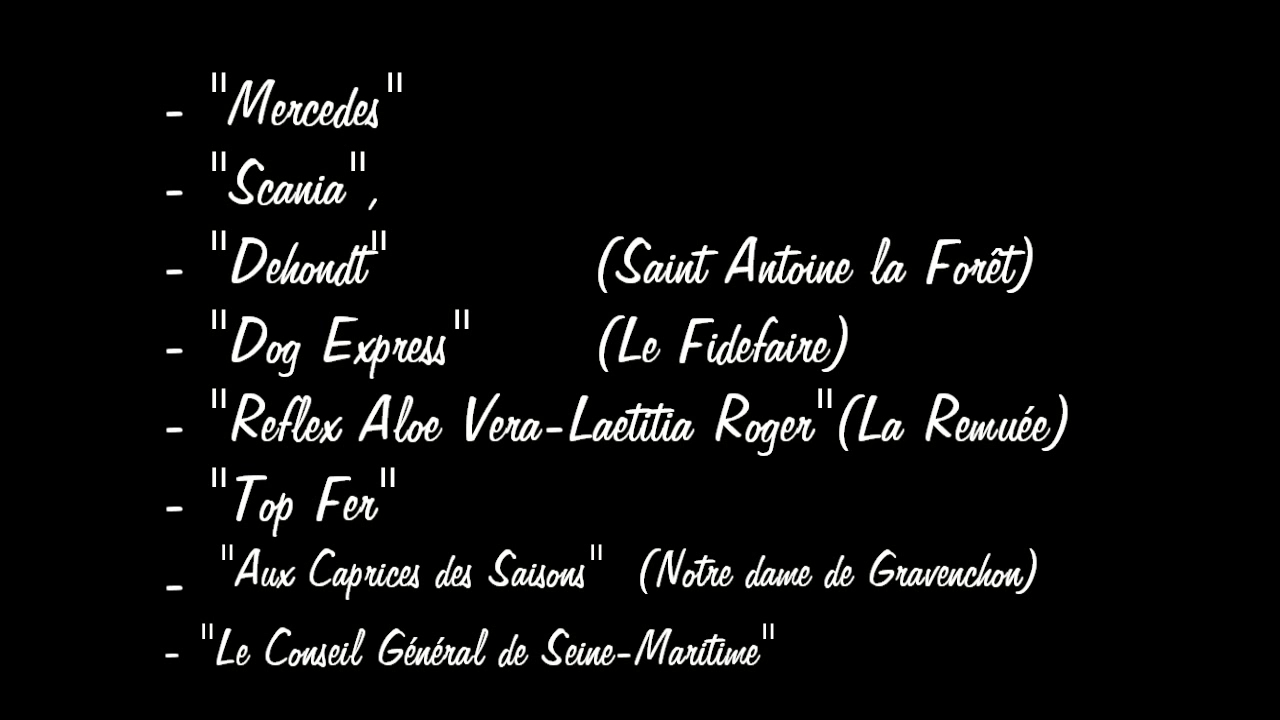 - "Mercedes"
- "Scania",
- "Dehondt" (Saint Antoine la Forêt)
- "Dog Express" (Le Fidefaire)
- "Reflex Aloe Vera-Laetitia Roger"(La Remuée)
- "Top Fer"
- "Aux Caprices des Saisons" (Notre dame de Gravenchon)
- "Le Conseil Général de Seine-Maritime"